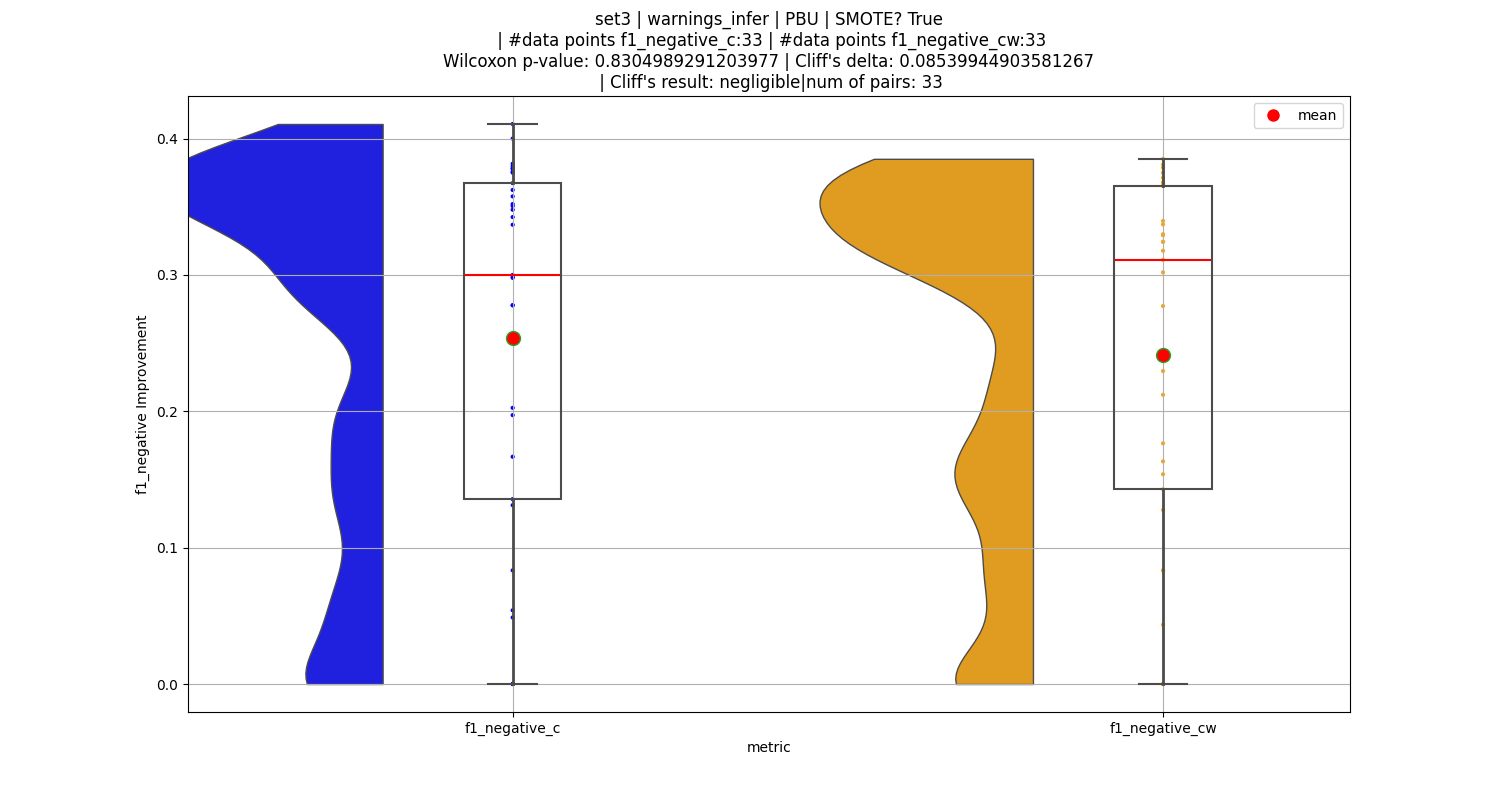 set3 | warnings_infer | PBU | SMOTE? True
| #data points f1_negative_c:33 | #data points f1_negative_cw:33
Wilcoxon p-value: 0.8304989291203977 | Cliff's delta: 0.08539944903581267
| Cliff's result: negligible|num of pairs: 33
mean
0.4
0.3
0.2
0.1
0.0
f1_negative Improvement
f1_negative_c
f1_negative_cw
metric